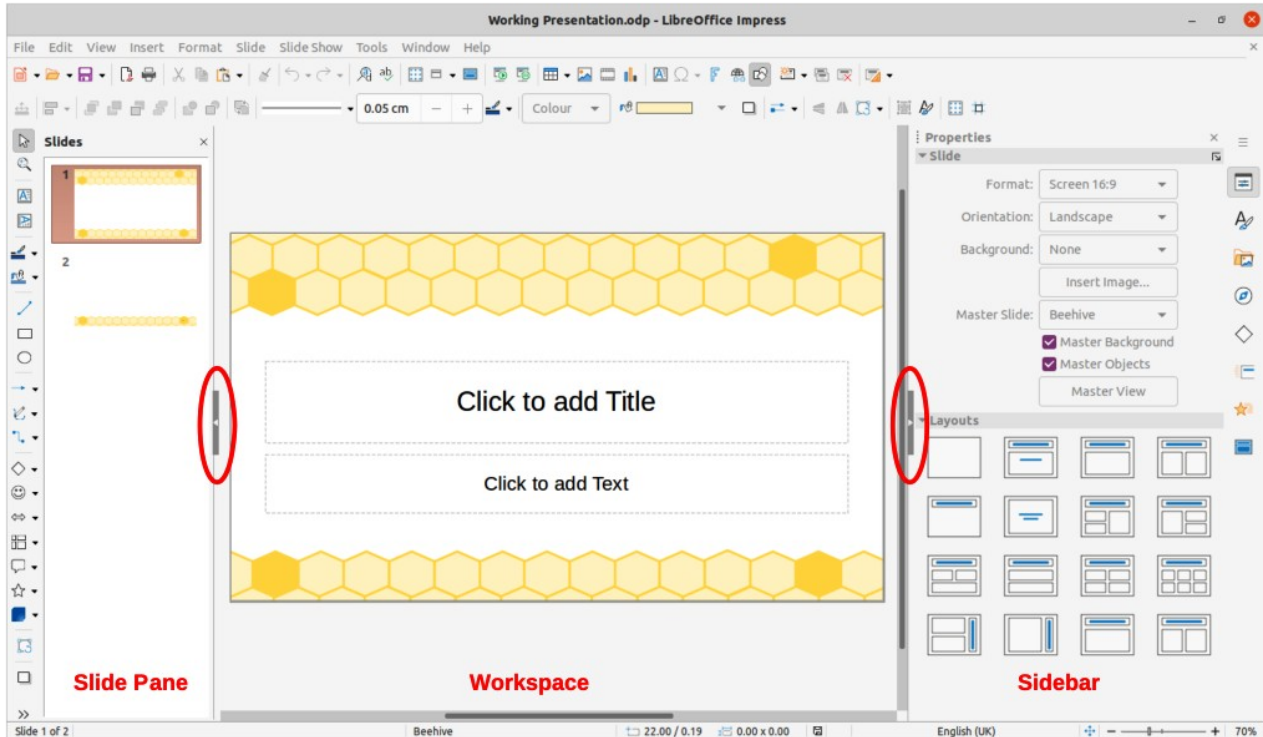 Working Presentation.odp - LibreOffice Impress
File Edit View Insert Format Slide Slide Show Tools Window Help
0.05 cm
Colour
Slides
1
2
Click to add Title
Click to add Text
Properties
Slide
Format: Screen 16:9
Orientation: Landscape
Background: None
Insert Image...
Master Slide: Beehive
Master Background
Master Objects
Master View
Layouts
Slide Pane
Workspace
Sidebar
Slide 1 of 2 Beehive 22.00 / 0.19 0.00 x 0.00 English (UK) 70%